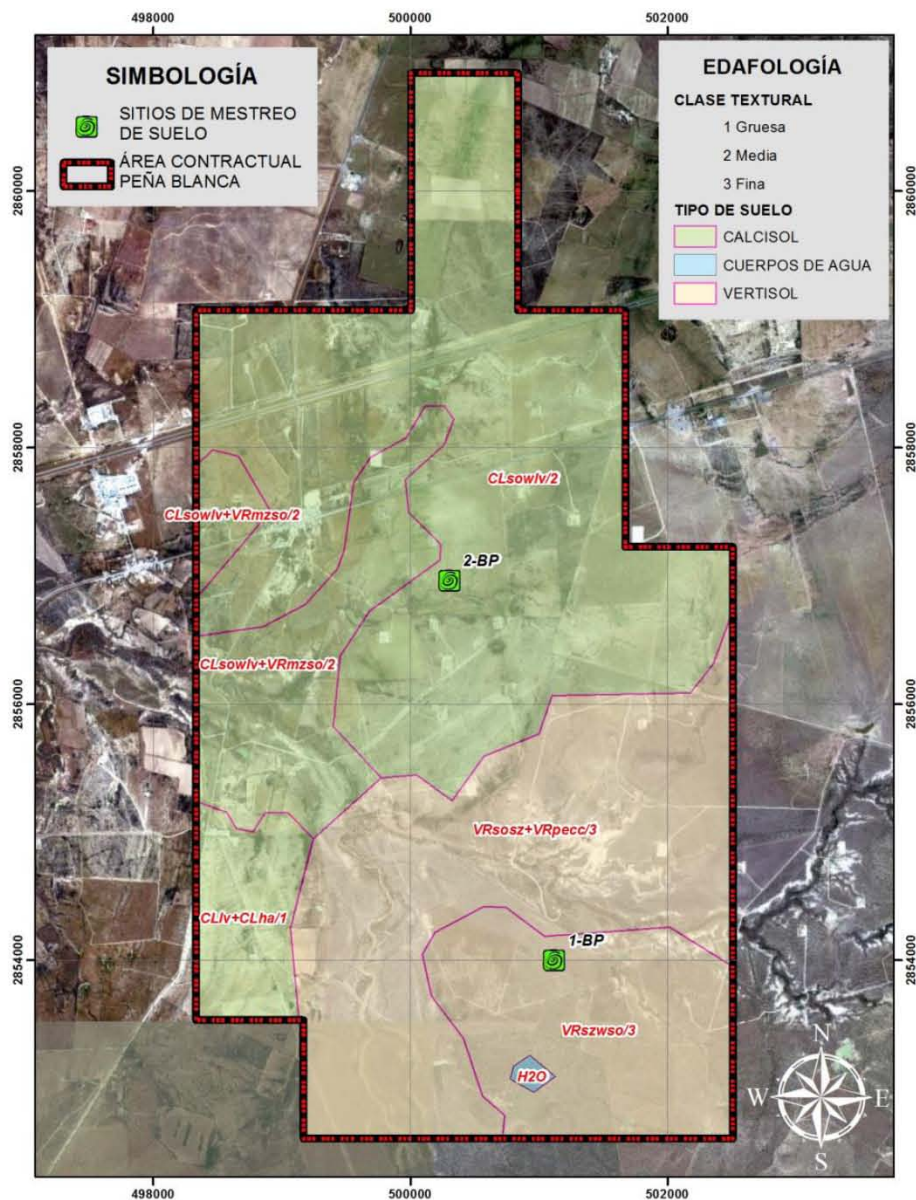 498000
500000
502000
SIMBOLOGÍA
SITIOS DE MESTREO
DE SUELO
ÁREA CONTRACTUAL
PEÑA BLANCA
EDAFOLOGÍA
CLASE TEXTURAL
1 Gruesa
2 Media
3 Fina
TIPO DE SUELO
CALCISOL
CUERPOS DE AGUA
VERTISOL
2860000
2860000
2858000
2858000
CLsowlv/2
CLsowlv+VRmzso/2
2-BP
CLsowlv+VRmzso/2
2856000
2856000
VRsosz+VRpecc/3
CLlv+CLha/1
1-BP
2854000
2854000
VRszwso/3
H2O
N
W
E
S
498000
500000
502000